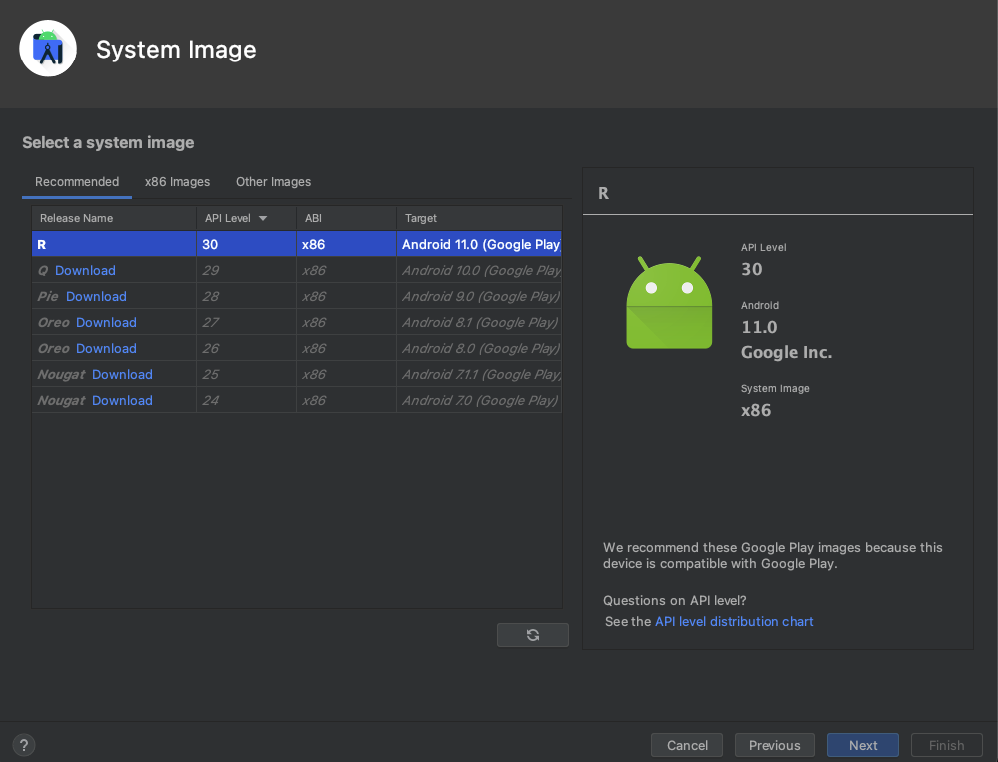 System Image
Select a system image
Recommended x86 Images Other Images
Release Name API Level ABI Target
R 30 x86 Android 11.0 (Google Play
Q Download 29 x86 Android 10.0 (Google Play
Pie Download 28 x86 Android 9.0 (Google Play)
Oreo Download 27 x86 Android 8.1 (Google Play)
Oreo Download 26 x86 Android 8.0 (Google Play)
Nougat Download 25 x86 Android 7.1.1 (Google Play)
Nougat Download 24 x86 Android 7.0 (Google Play)
R
API Level
30
Android
11.0
Google Inc.
System Image
x86
We recommend these Google Play images because this
device is compatible with Google Play.
Questions on API level?
See the API level distribution chart
? Cancel Previous Next Finish